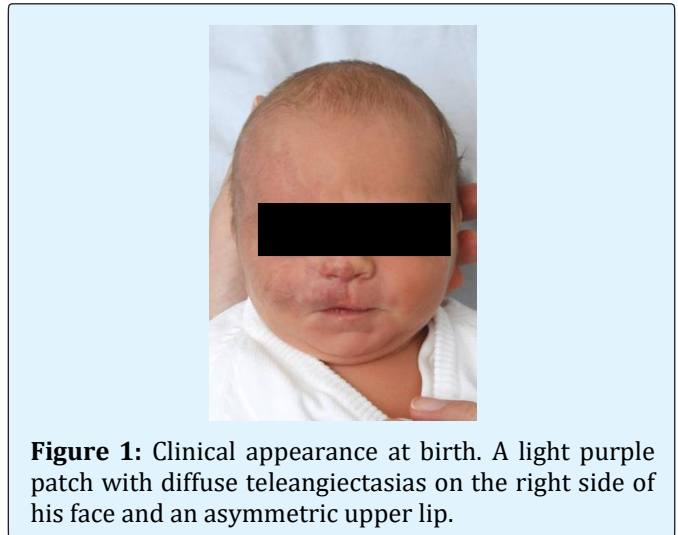 Figure 1: Clinical appearance at birth. A light purple
patch with diffuse teleangiectasias on the right side of
his face and an asymmetric upper lip.